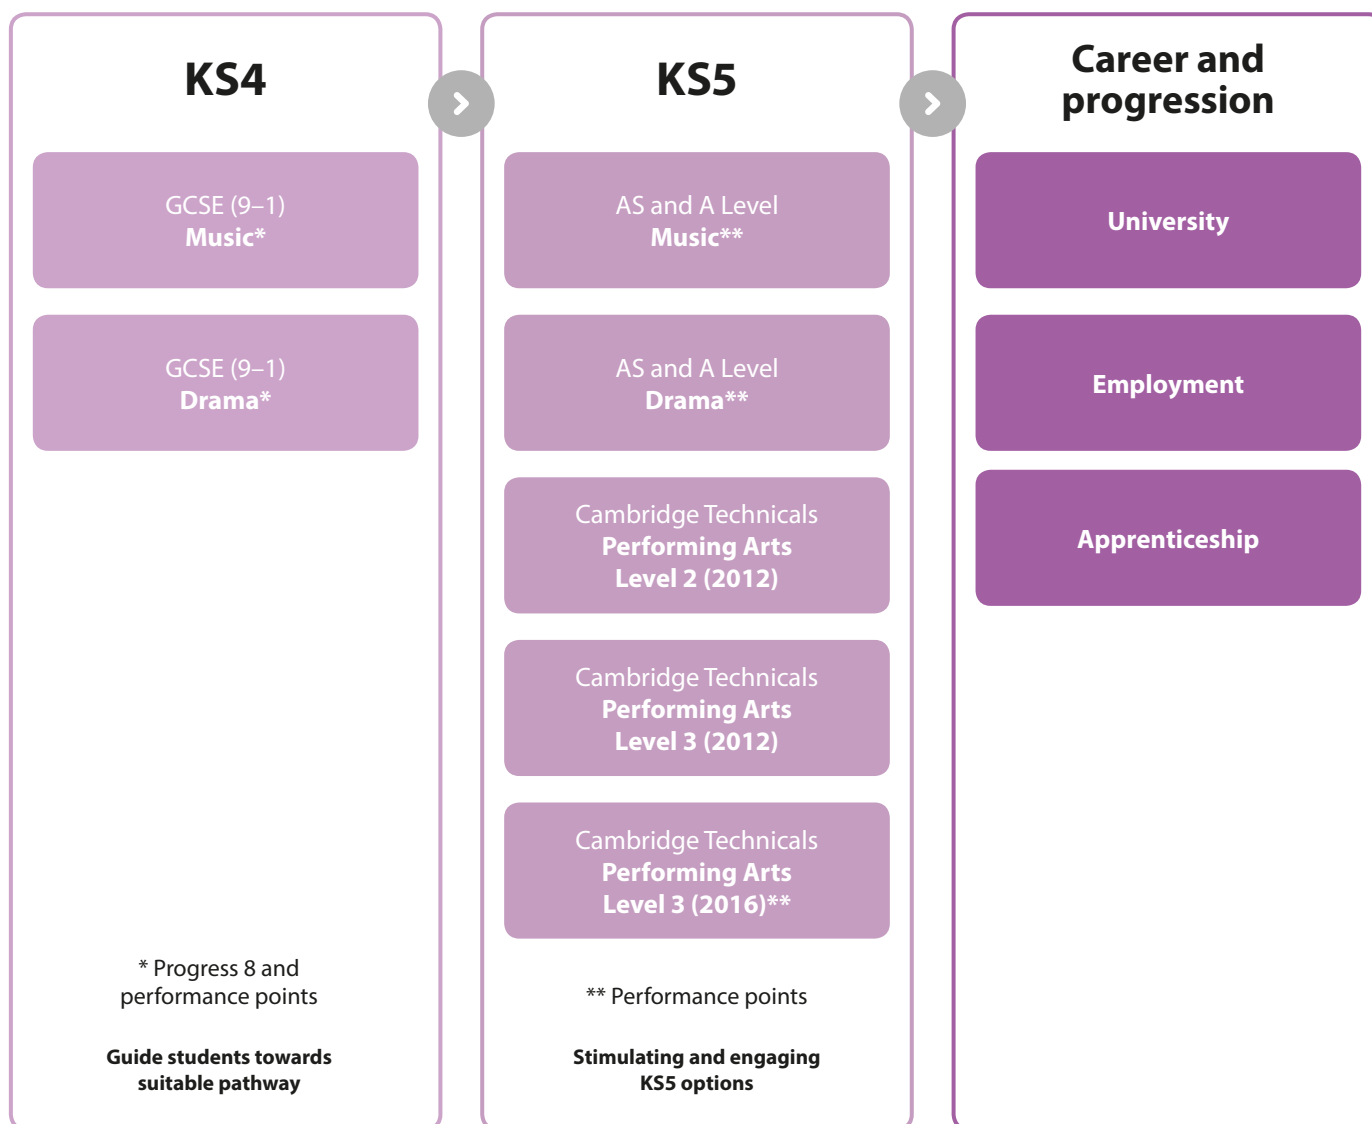 KS4
GCSE (9–1)
Music*
GCSE (9–1)
Drama*
* Progress 8 and
performance points
Guide students towards
suitable pathway
KS5
AS and A Level
Music**
AS and A Level
Drama**
Cambridge Technicals
Performing Arts
Level 2 (2012)
Cambridge Technicals
Performing Arts
Level 3 (2012)
Cambridge Technicals
Performing Arts
Level 3 (2016)**
** Performance points
Stimulating and engaging
KS5 options
Career and
progression
University
Employment
Apprenticeship